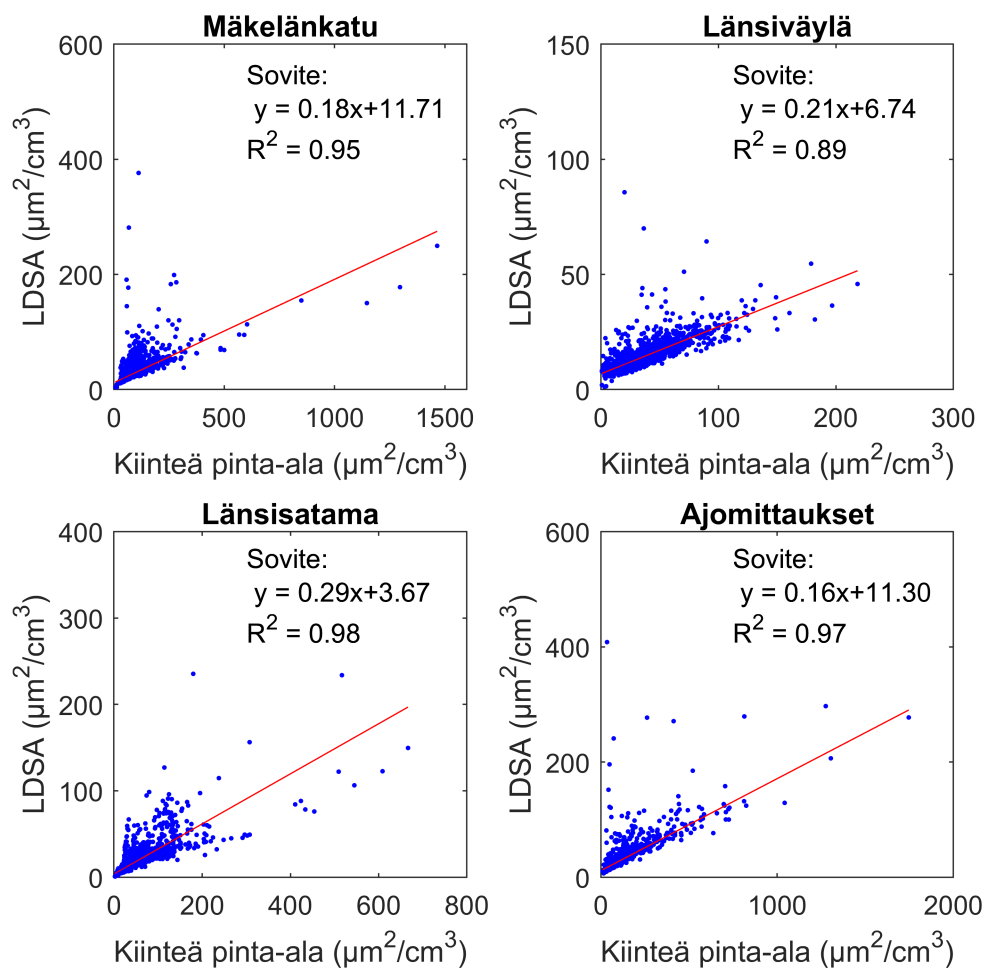 Mäkelänkatu
600
400
200
0
0 500 1000 1500
LDSA (µm²/cm³)
Kiinteä pinta-ala (µm²/cm³)
Sovite:
y = 0.18x+11.71
R² = 0.95
Länsiväylä
150
100
50
0
0 100 200 300
LDSA (µm²/cm³)
Kiinteä pinta-ala (µm²/cm³)
Sovite:
y = 0.21x+6.74
R² = 0.89
Länsisatama
400
300
200
100
0
0 200 400 600 800
LDSA (µm²/cm³)
Kiinteä pinta-ala (µm²/cm³)
Sovite:
y = 0.29x+3.67
R² = 0.98
Ajomittaukset
600
400
200
0
0 1000 2000
LDSA (µm²/cm³)
Kiinteä pinta-ala (µm²/cm³)
Sovite:
y = 0.16x+11.30
R² = 0.97